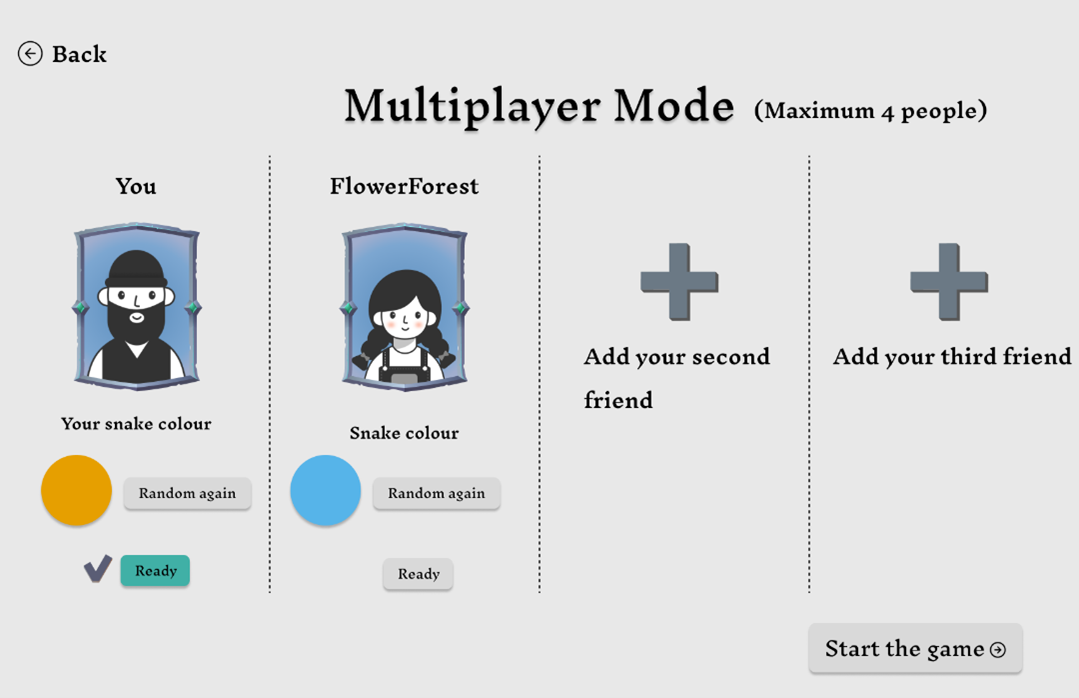 Back
Multiplayer Mode (Maximum 4 people)
You
FlowerForest
Your snake colour
Snake colour
Random again
Random again
Ready
Ready
Add your second
friend
Add your third friend
Start the game